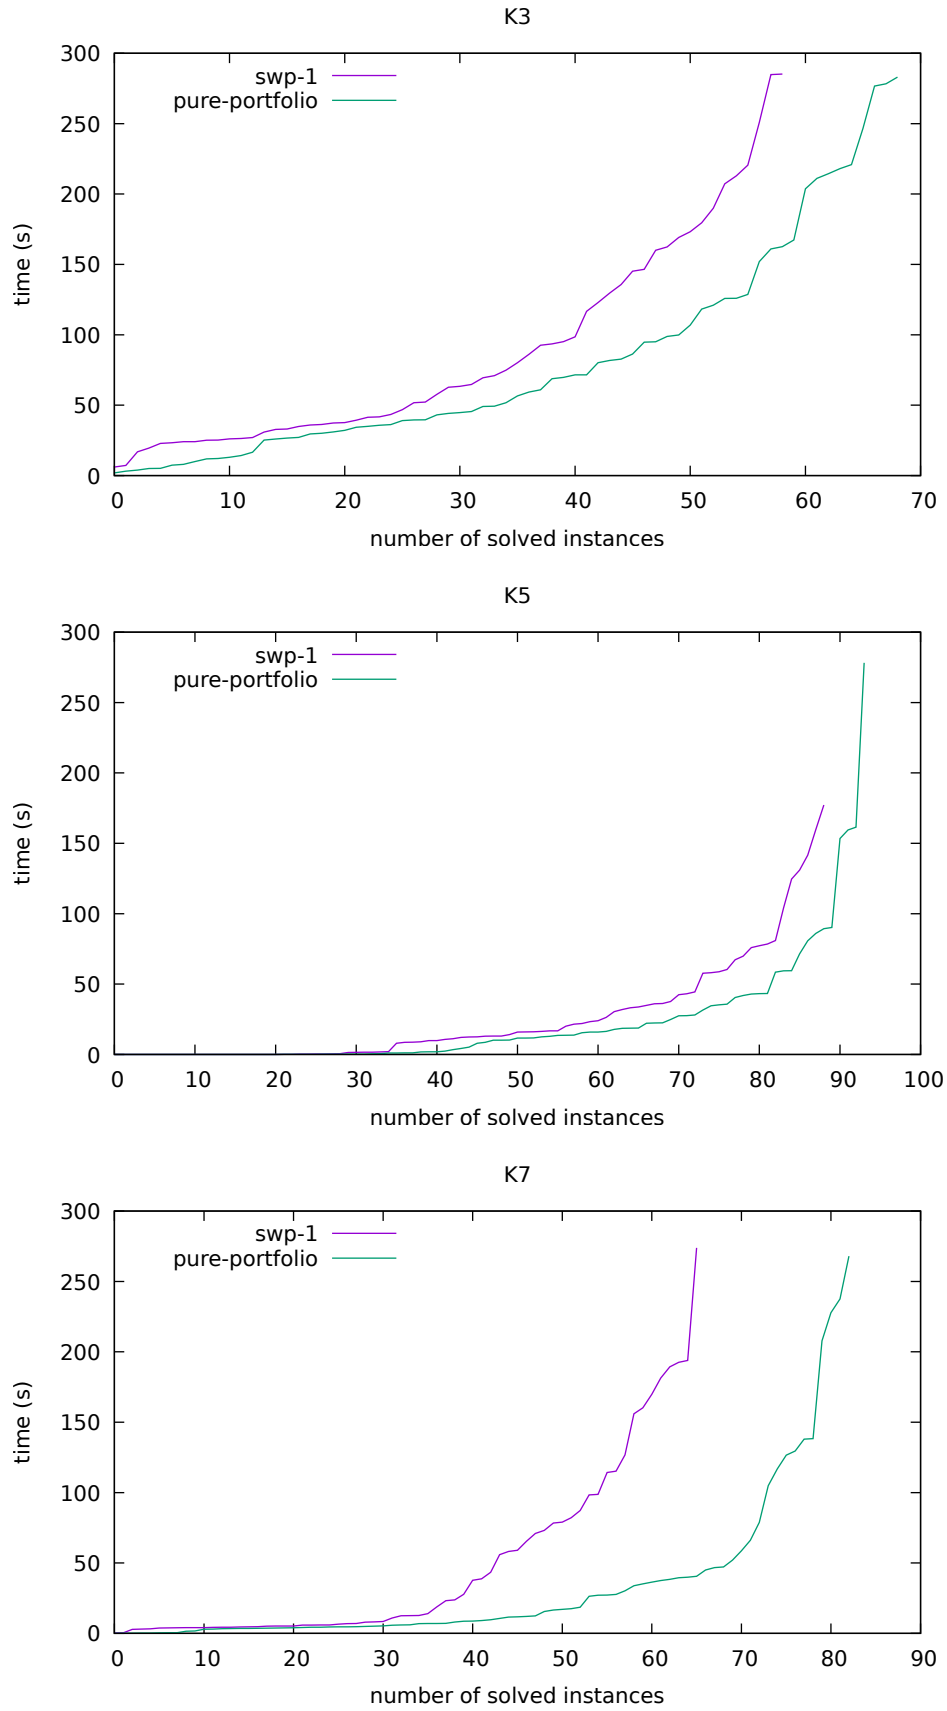 K3
300
250
200
150
100
50
0
time (s)
swp-1
pure-portfolio
0 10 20 30 40 50 60 70
number of solved instances
K5
300
250
200
150
100
50
0
time (s)
swp-1
pure-portfolio
0 10 20 30 40 50 60 70 80 90 100
number of solved instances
K7
300
250
200
150
100
50
0
time (s)
swp-1
pure-portfolio
0 10 20 30 40 50 60 70 80 90
number of solved instances